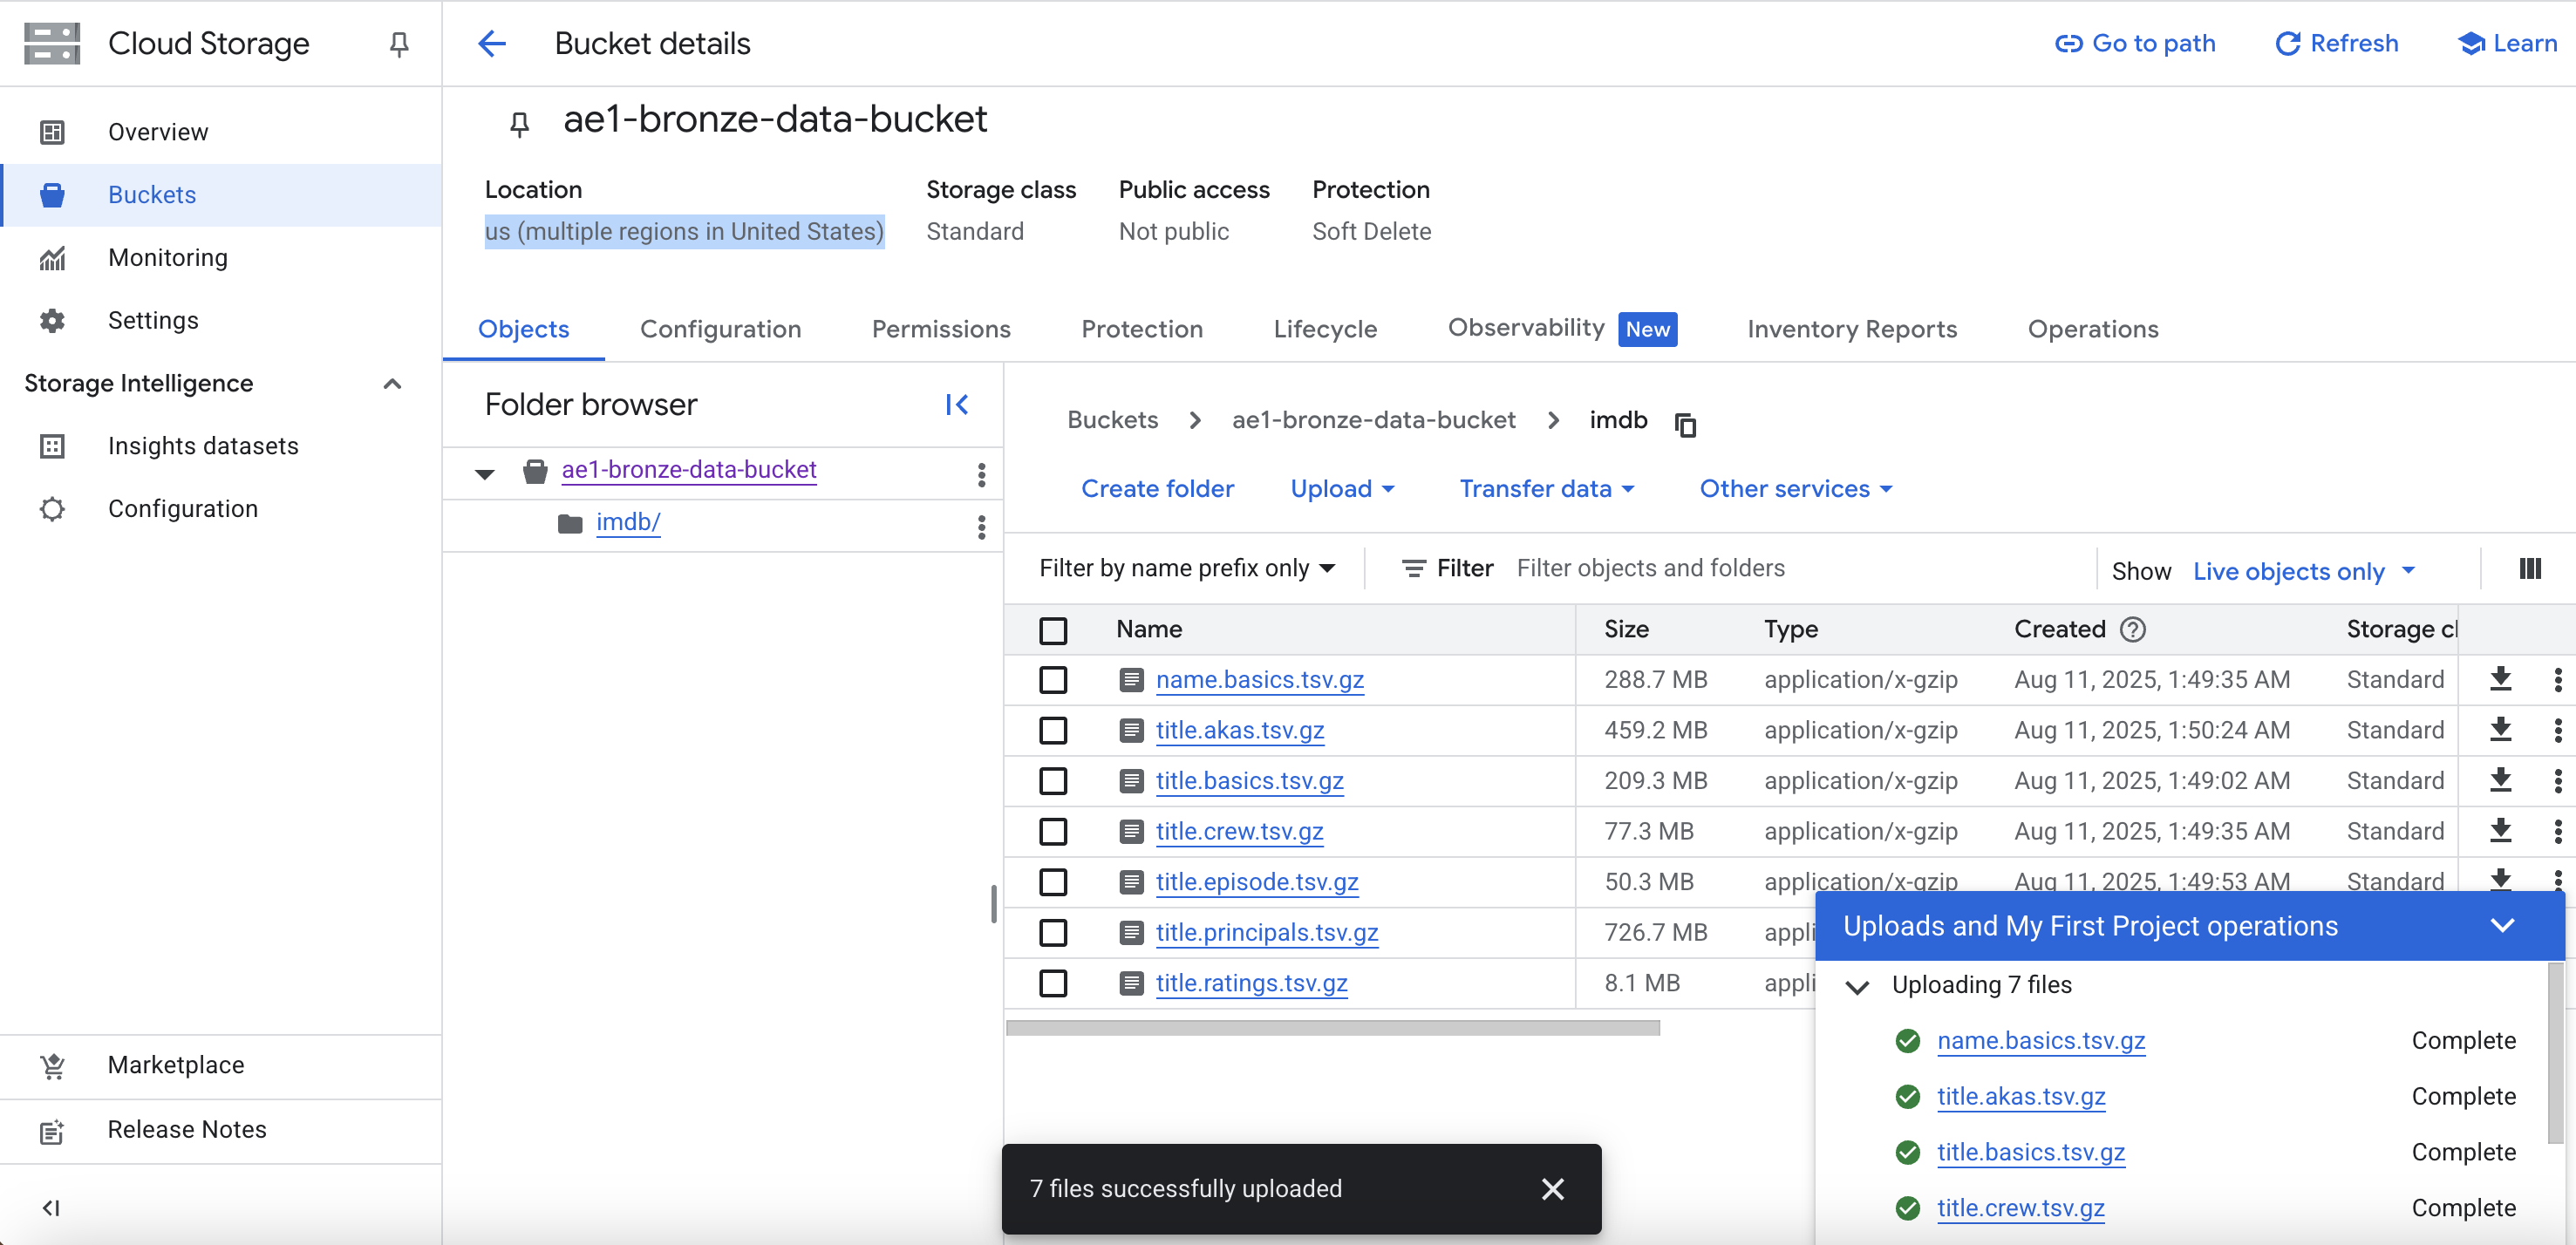 Cloud Storage
Bucket details
Go to path
Refresh
Learn
Overview
Buckets
Monitoring
Settings
Storage Intelligence
Insights datasets
Configuration
Marketplace
Release Notes
ae1-bronze-data-bucket
Location Storage class Public access Protection
us (multiple regions in United States) Standard Not public Soft Delete
Objects Configuration Permissions Protection Lifecycle Observability New Inventory Reports Operations
Folder browser
ae1-bronze-data-bucket
imdb/
Buckets > ae1-bronze-data-bucket > imdb
Create folder Upload Transfer data Other services
Filter by name prefix only Filter Filter objects and folders Show Live objects only
Name Size Type Created Storage cl
name.basics.tsv.gz 288.7 MB application/x-gzip Aug 11, 2025, 1:49:35 AM Standard
title.akas.tsv.gz 459.2 MB application/x-gzip Aug 11, 2025, 1:50:24 AM Standard
title.basics.tsv.gz 209.3 MB application/x-gzip Aug 11, 2025, 1:49:02 AM Standard
title.crew.tsv.gz 77.3 MB application/x-gzip Aug 11, 2025, 1:49:35 AM Standard
title.episode.tsv.gz 50.3 MB application/x-gzip Aug 11, 2025, 1:49:53 AM Standard
title.principals.tsv.gz 726.7 MB appli
title.ratings.tsv.gz 8.1 MB appli
Uploads and My First Project operations
Uploading 7 files
name.basics.tsv.gz Complete
title.akas.tsv.gz Complete
title.basics.tsv.gz Complete
title.crew.tsv.gz Complete
7 files successfully uploaded